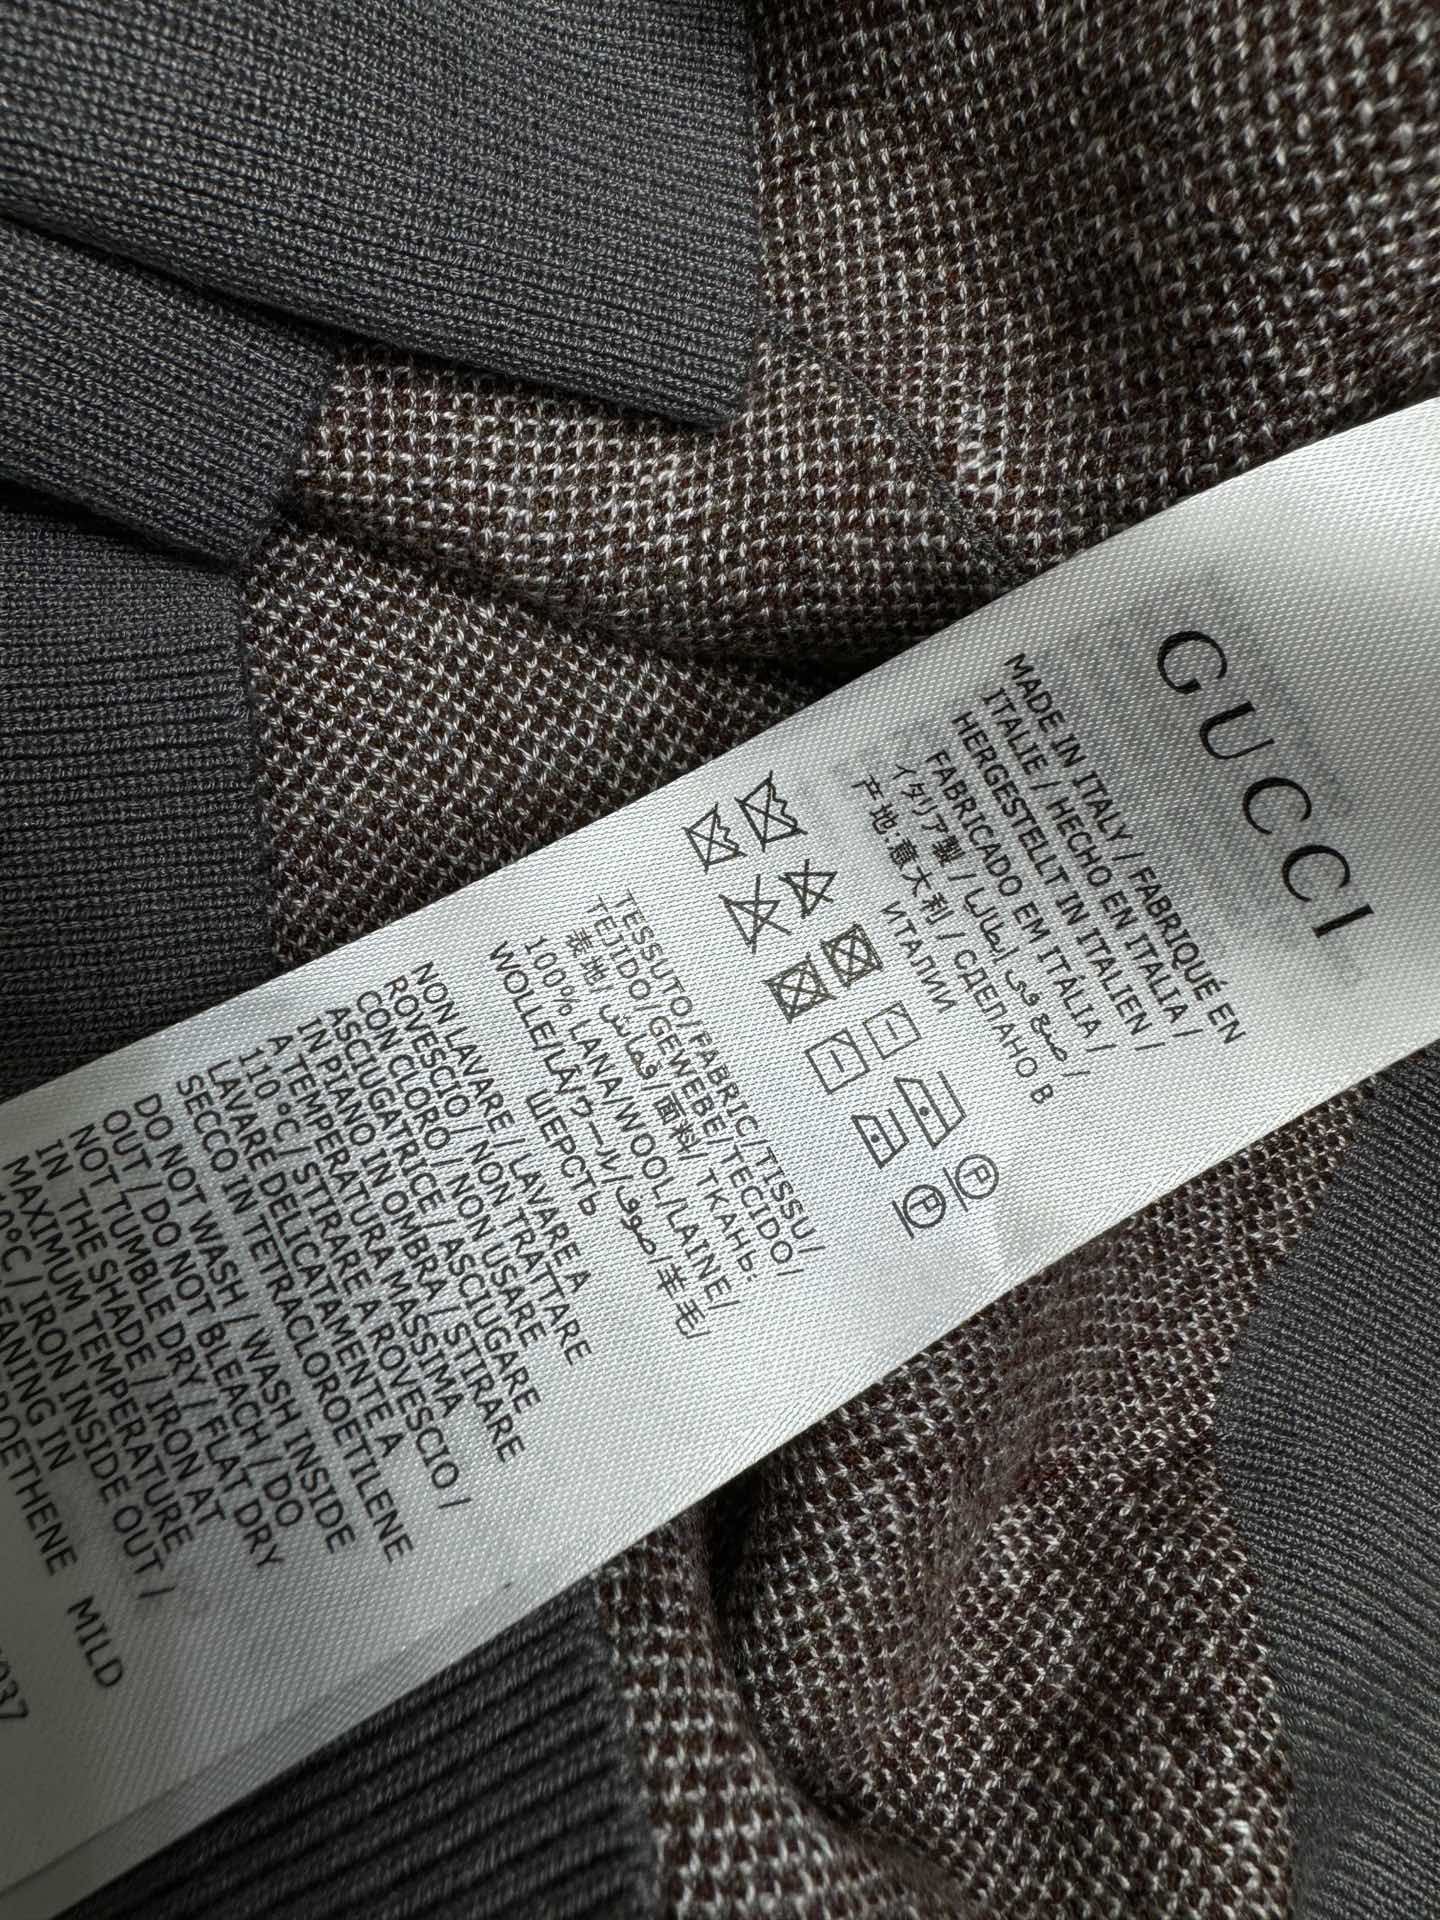 GUCCI
MADE IN ITALY / FABRIQUÉ EN
ITALIE / HECHO EN ITALIA /
HERGESTELLT IN ITALIEN /
FABRICADO EM ITÁLIA /
イタリア製 / صنع في إيطاليا /
产地:意大利 / СДЕЛАНО В
ИТАЛИИ
TESSUTO/FABRIC/TISSU/
TEJIDO/GEWEBE/TECIDO/
表地/قماش/面料/ТКАНЬ:
100% LANA/WOOL/LAINE/
WOLLE/LÃ/ウール/صوف/羊毛/
ШЕРСТЬ
NON LAVARE / LAVARE A
ROVESCIO / NON TRATTARE
CON CLORO / NON USARE
ASCIUGATRICE / ASCIUGARE
IN PIANO IN OMBRA / STIRARE
A TEMPERATURA MASSIMA
110°C / STIRARE A ROVESCIO /
LAVARE DELICATAMENTE A
SECCO IN TETRACLOROETILENE
DO NOT WASH / WASH INSIDE
OUT / DO NOT BLEACH / DO
NOT TUMBLE DRY / FLAT DRY
IN THE SHADE / IRON AT
MAXIMUM TEMPERATURE
0°C / IRON INSIDE OUT /
EANING IN
OETHENE MILD